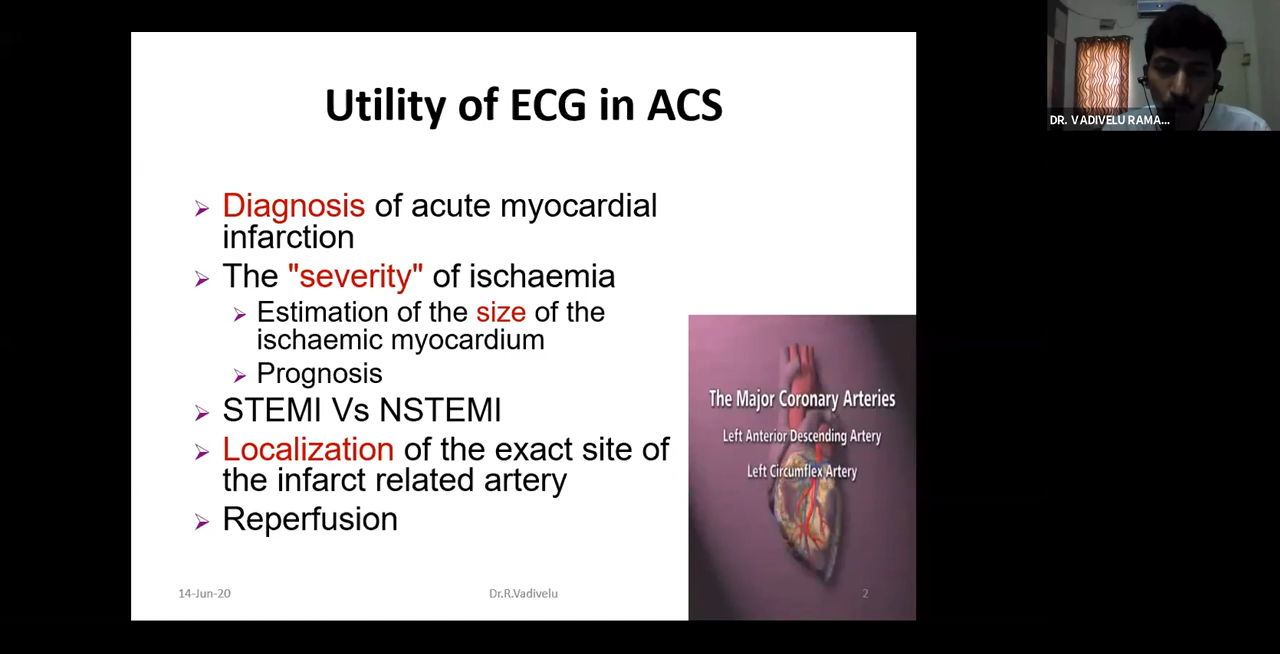 Utility of ECG in ACS
➢ Diagnosis of acute myocardial
infarction
➢ The "severity" of ischaemia
➢ Estimation of the size of the
ischaemic myocardium
➢ Prognosis
➢ STEMI Vs NSTEMI
➢ Localization of the exact site of
the infarct related artery
➢ Reperfusion
The Major Coronary Arteries
Left Anterior Descending Artery
Left Circumflex Artery
14-Jun-20
Dr.R.Vadivelu
2
DR. VADIVELU RAMA...